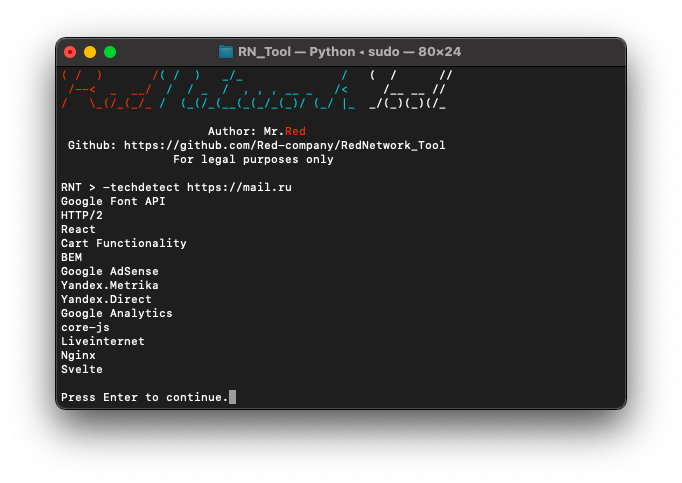 RN_Tool — Python ◂ sudo — 80×24
( / )       /( / )   _/_              /   (  /      //
 /--<  _  __/  /  / _  /  , , , __ _   /<     /__ __ //
/   \_(/_(_/_ /  (_(/_(__(_(_/_(_)/ (_/ |_  _/(_)(_)(/_
Author: Mr.Red
Github: https://github.com/Red-company/RedNetwork_Tool
For legal purposes only
RNT > -techdetect https://mail.ru
Google Font API
HTTP/2
React
Cart Functionality
BEM
Google AdSense
Yandex.Metrika
Yandex.Direct
Google Analytics
core-js
Liveinternet
Nginx
Svelte
Press Enter to continue.